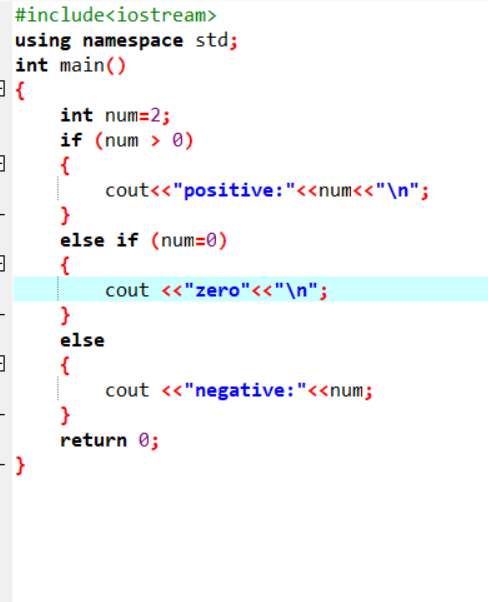 #include<iostream>
using namespace std;
int main()
{
int num=2;
if (num > 0)
{
cout<<"positive:"<<num<<"\n";
}
else if (num=0)
{
cout <<"zero"<<"\n";
}
else
{
cout <<"negative:"<<num;
}
return 0;
}